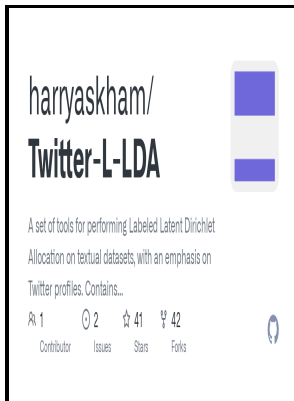 harryaskham/
Twitter-L-LDA
A set of tools for performing Labeled Latent Dirichlet
Allocation on textual datasets, with an emphasis on
Twitter profiles. Contains...
1 2 41 42
Contributor Issues Stars Forks